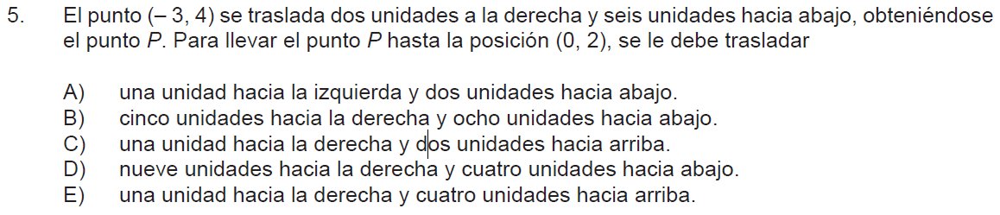 5. El punto (– 3, 4) se traslada dos unidades a la derecha y seis unidades hacia abajo, obteniéndose
el punto P. Para llevar el punto P hasta la posición (0, 2), se le debe trasladar
A) una unidad hacia la izquierda y dos unidades hacia abajo.
B) cinco unidades hacia la derecha y ocho unidades hacia abajo.
C) una unidad hacia la derecha y dos unidades hacia arriba.
D) nueve unidades hacia la derecha y cuatro unidades hacia abajo.
E) una unidad hacia la derecha y cuatro unidades hacia arriba.